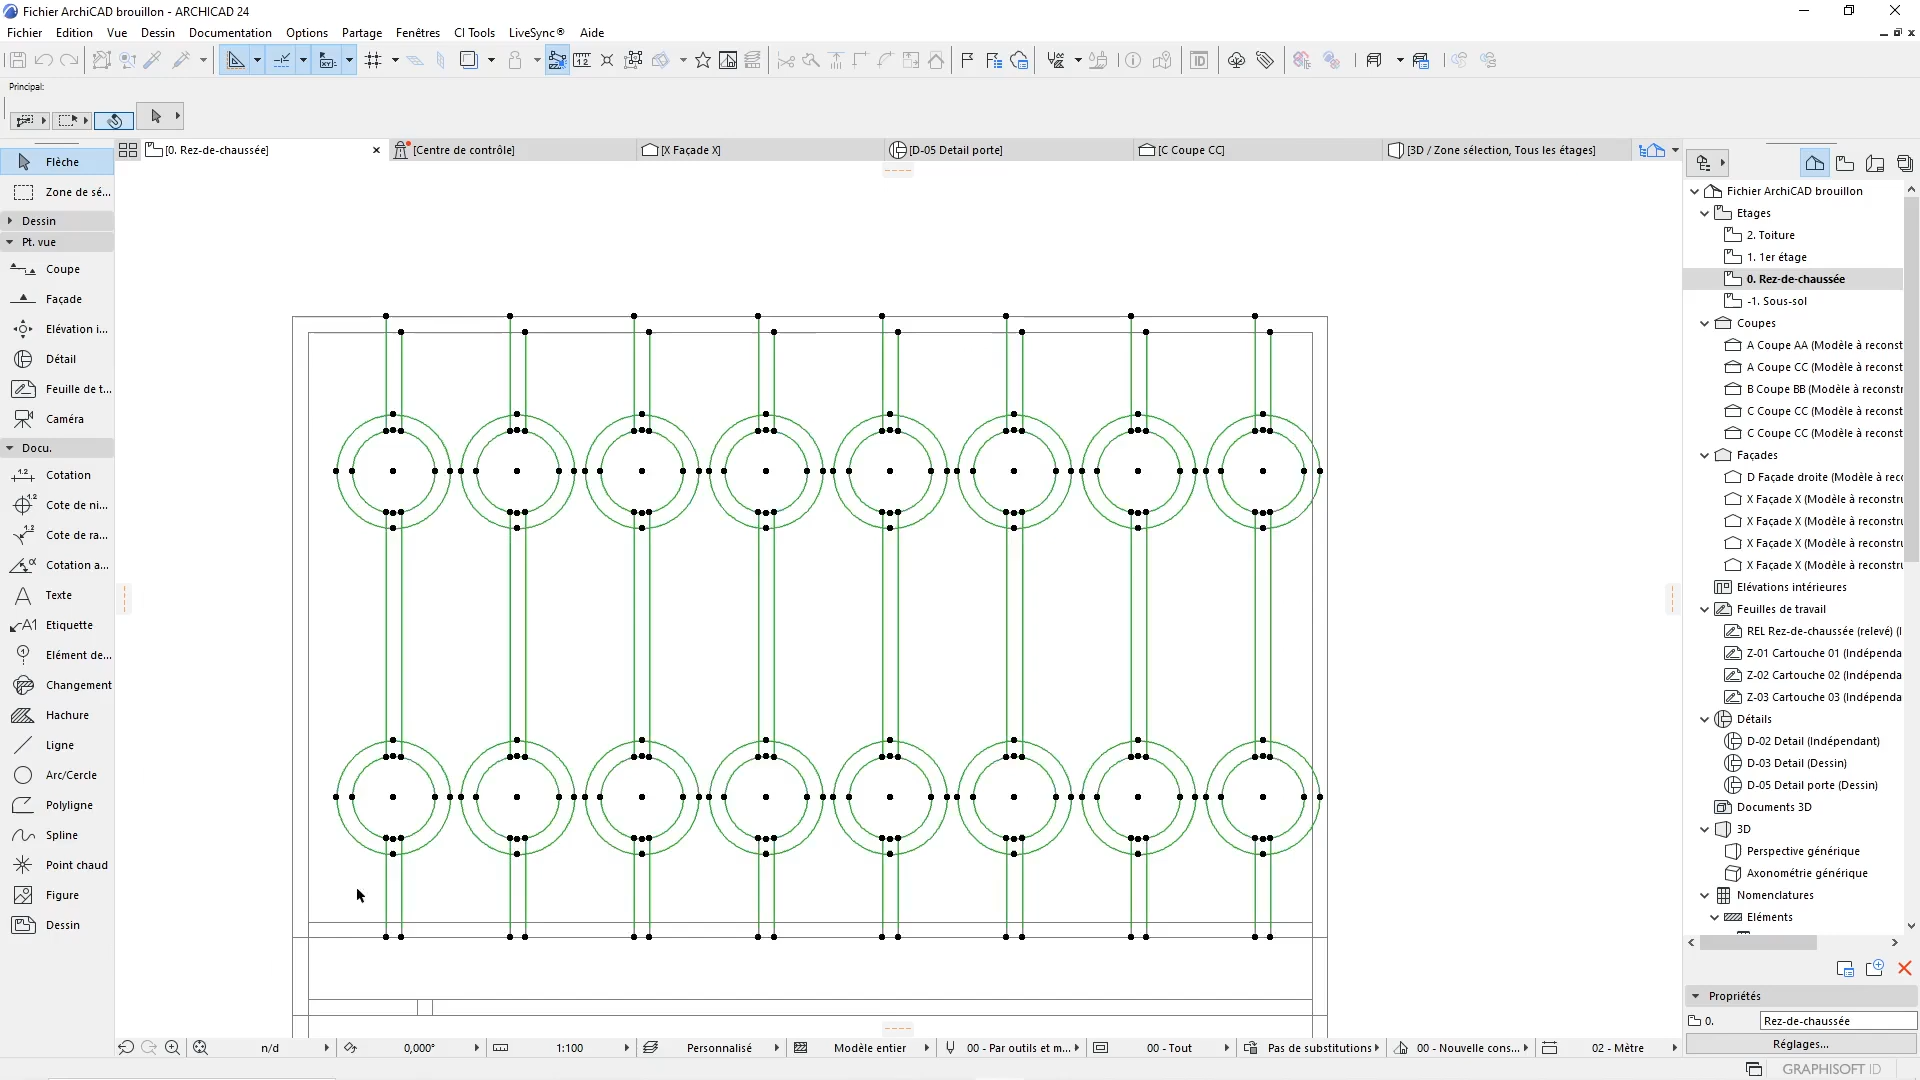 Fichier ArchiCAD brouillon - ARCHICAD 24
Fichier Edition Vue Dessin Documentation Options Partage Fenêtres CI Tools LiveSync® Aide
Principal:
[0. Rez-de-chaussée] [Centre de contrôle] [X Façade X] [D-05 Detail porte] [C Coupe CC] [3D / Zone sélection, Tous les étages]
Flèche
Zone de sé...
Dessin
Pt. vue
Coupe
Façade
Elévation i...
Détail
Feuille de t...
Caméra
Docu.
Cotation
Cote de ni...
Cote de ra...
Cotation a...
Texte
Etiquette
Elément de...
Changement
Hachure
Ligne
Arc/Cercle
Polyligne
Spline
Point chaud
Figure
Dessin
Fichier ArchiCAD brouillon
Etages
2. Toiture
1. 1er étage
0. Rez-de-chaussée
-1. Sous-sol
Coupes
A Coupe AA (Modèle à reconst
A Coupe CC (Modèle à reconst
B Coupe BB (Modèle à reconstr
C Coupe CC (Modèle à reconst
C Coupe CC (Modèle à reconst
Façades
D Façade droite (Modèle à reco
X Façade X (Modèle à reconstru
X Façade X (Modèle à reconstru
X Façade X (Modèle à reconstru
X Façade X (Modèle à reconstru
Elévations intérieures
Feuilles de travail
REL Rez-de-chaussée (relevé) (I
Z-01 Cartouche 01 (Indépenda
Z-02 Cartouche 02 (Indépenda
Z-03 Cartouche 03 (Indépenda
Détails
D-02 Detail (Indépendant)
D-03 Detail (Dessin)
D-05 Detail porte (Dessin)
Documents 3D
3D
Perspective générique
Axonométrie générique
Nomenclatures
Eléments
Propriétés
0. Rez-de-chaussée
Réglages...
n/d 0,000° 1:100 Personnalisé Modèle entier 00 - Par outils et m... 00 - Tout Pas de substitutions 00 - Nouvelle cons... 02 - Mètre
GRAPHISOFT ID